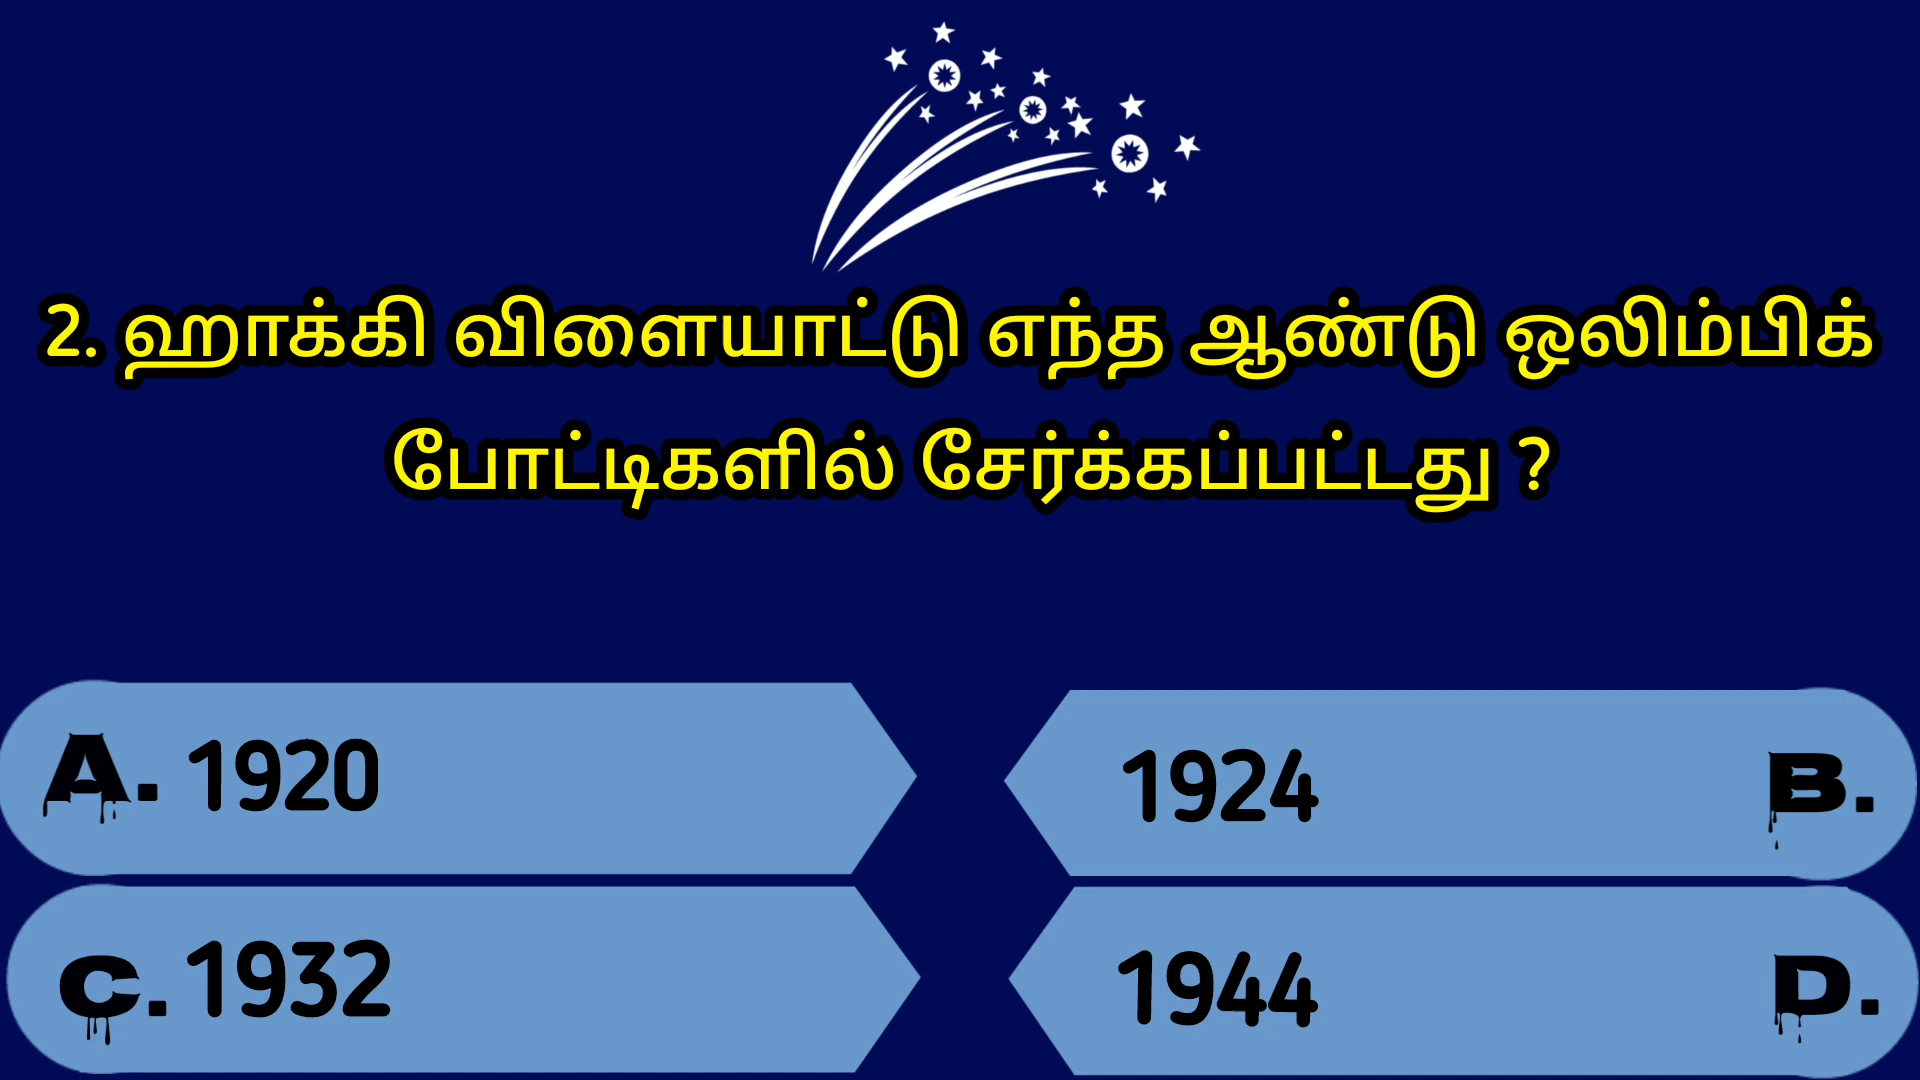 2. ஹாக்கி விளையாட்டு எந்த ஆண்டு ஒலிம்பிக்
போட்டிகளில் சேர்க்கப்பட்டது ?
A. 1920
1924 B.
C. 1932
1944 D.